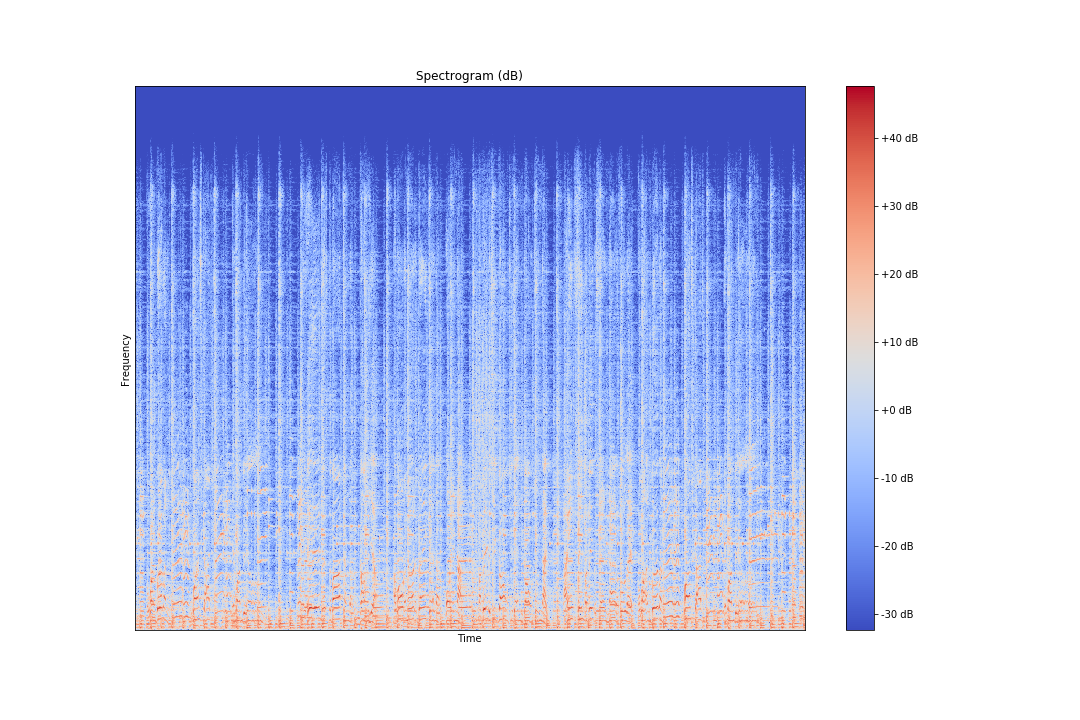 Spectrogram (dB)
Frequency
Time
+40 dB
+30 dB
+20 dB
+10 dB
+0 dB
-10 dB
-20 dB
-30 dB